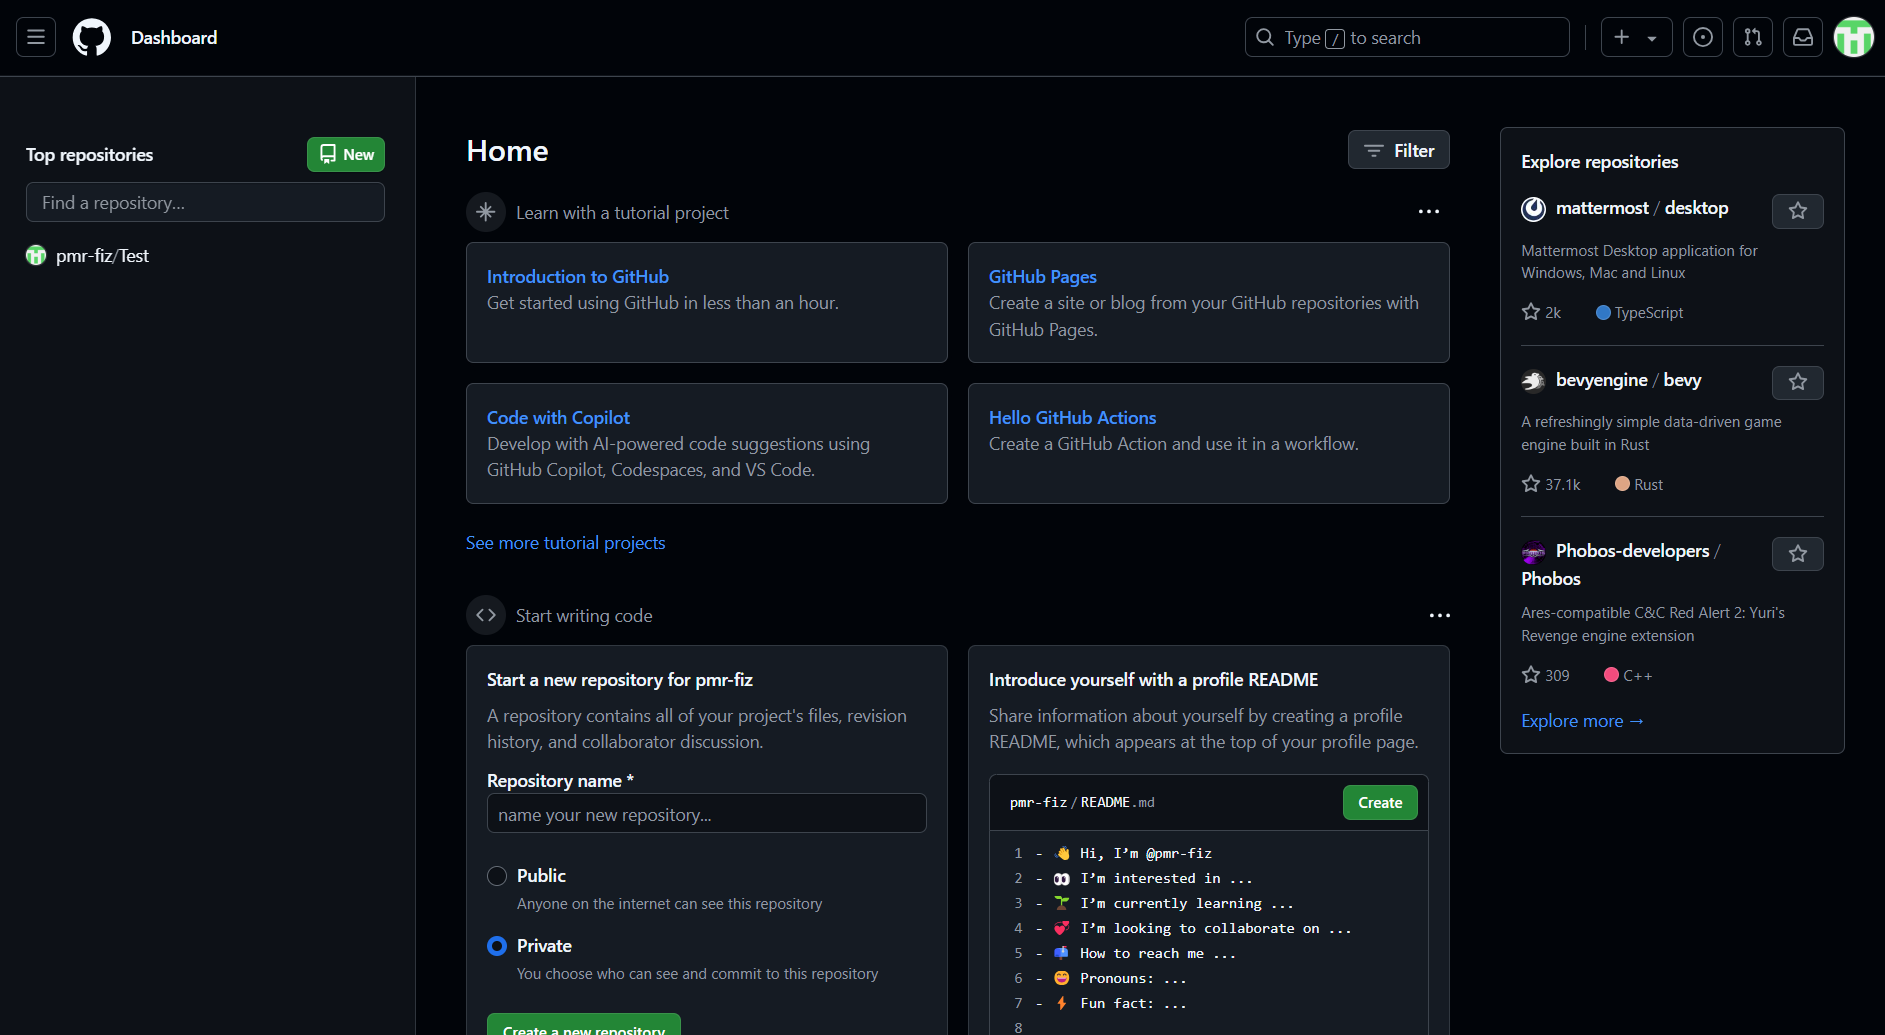 Dashboard
Type / to search
Top repositories
New
Find a repository...
pmr-fiz/Test
Home
Filter
Learn with a tutorial project
Introduction to GitHub
Get started using GitHub in less than an hour.
GitHub Pages
Create a site or blog from your GitHub repositories with
GitHub Pages.
Code with Copilot
Develop with AI-powered code suggestions using
GitHub Copilot, Codespaces, and VS Code.
Hello GitHub Actions
Create a GitHub Action and use it in a workflow.
See more tutorial projects
Start writing code
Start a new repository for pmr-fiz
A repository contains all of your project's files, revision
history, and collaborator discussion.
Repository name *
name your new repository...
Public
Anyone on the internet can see this repository
Private
You choose who can see and commit to this repository
Create a new repository
Introduce yourself with a profile README
Share information about yourself by creating a profile
README, which appears at the top of your profile page.
pmr-fiz / README.md
Create
1 - 👋 Hi, I’m @pmr-fiz
2 - 👀 I’m interested in ...
3 - 🌱 I’m currently learning ...
4 - 💞️ I’m looking to collaborate on ...
5 - 📫 How to reach me ...
6 - 😄 Pronouns: ...
7 - ⚡ Fun fact: ...
8
Explore repositories
mattermost / desktop
Mattermost Desktop application for
Windows, Mac and Linux
2k
TypeScript
bevyengine / bevy
A refreshingly simple data-driven game
engine built in Rust
37.1k
Rust
Phobos-developers /
Phobos
Ares-compatible C&C Red Alert 2: Yuri's
Revenge engine extension
309
C++
Explore more →